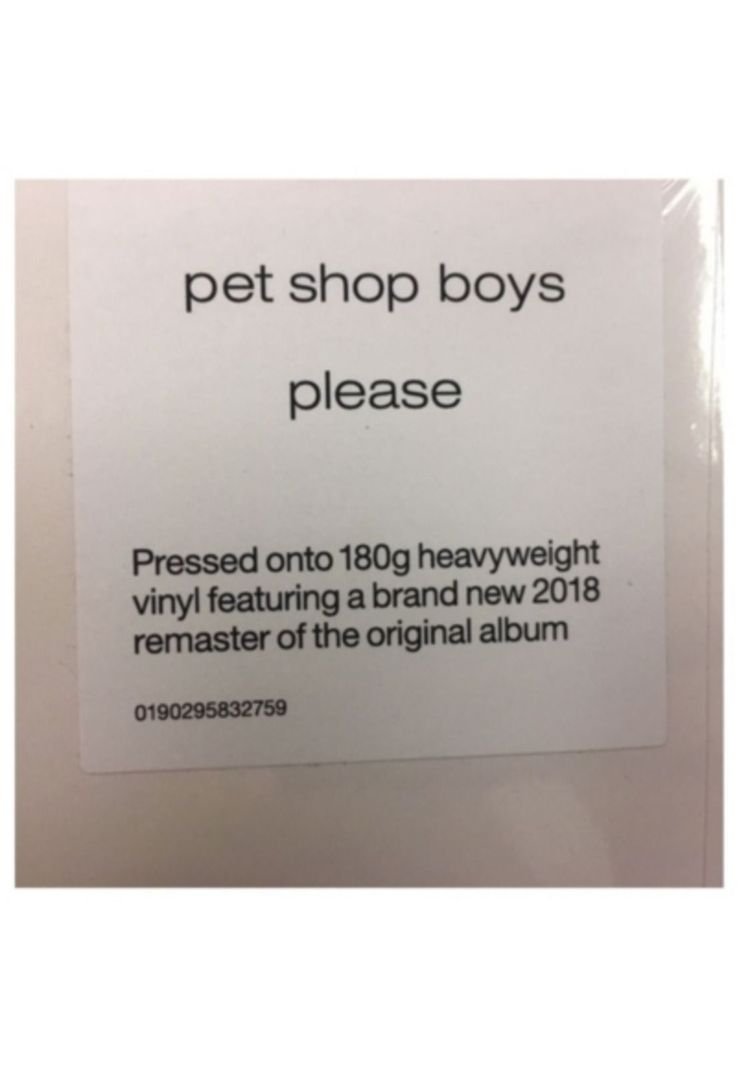 pet shop boys
please
Pressed onto 180g heavyweight
vinyl featuring a brand new 2018
remaster of the original album
0190295832759